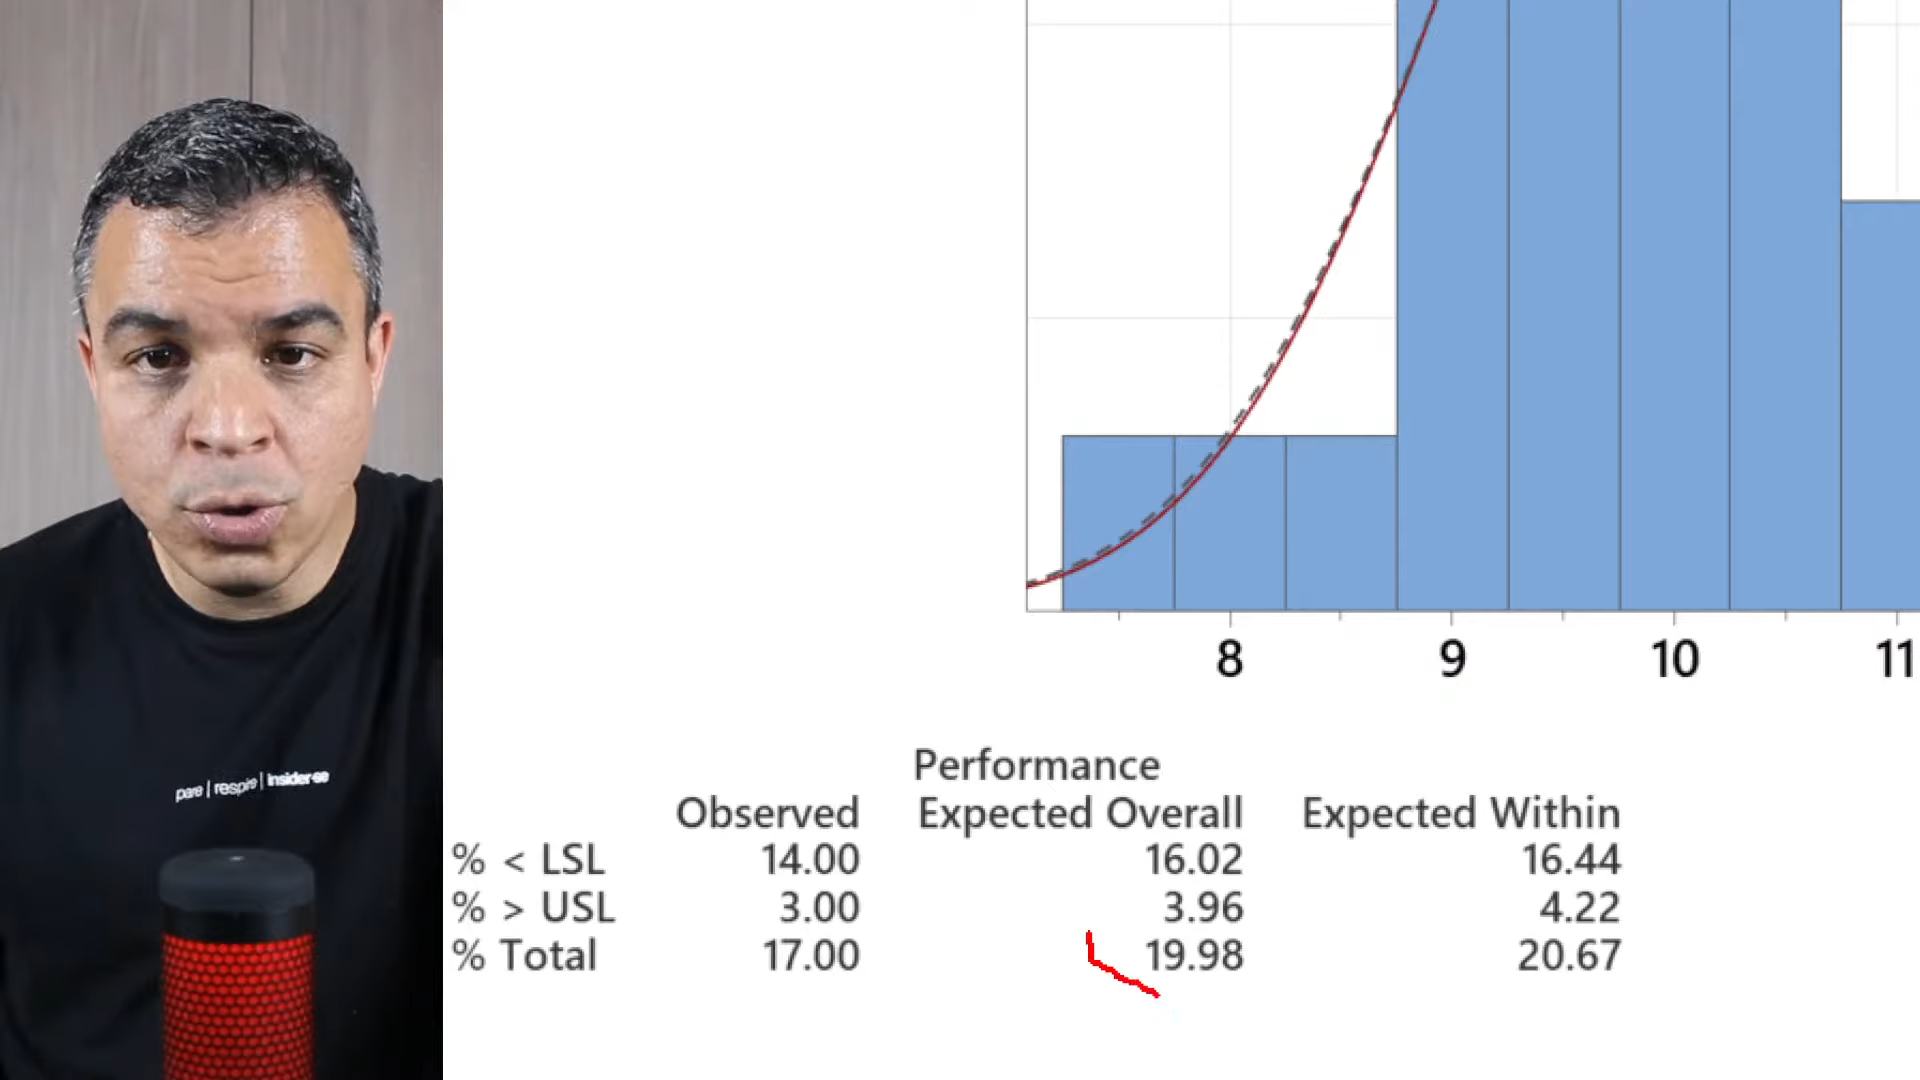 8 9 10 11
Performance
Observed Expected Overall Expected Within
% < LSL 14.00 16.02 16.44
% > USL 3.00 3.96 4.22
% Total 17.00 19.98 20.67
pare | respire | insider-se